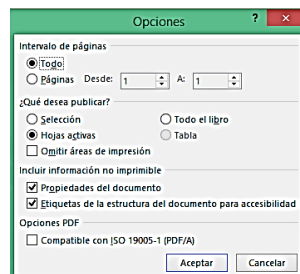 Opciones ? ×
Intervalo de páginas
Todo
Páginas Desde: 1 A: 1
¿Qué desea publicar?
Selección Todo el libro
Hojas activas Tabla
Omitir áreas de impresión
Incluir información no imprimible
Propiedades del documento
Etiquetas de la estructura del documento para accesibilidad
Opciones PDF
Compatible con ISO 19005-1 (PDF/A)
Aceptar Cancelar